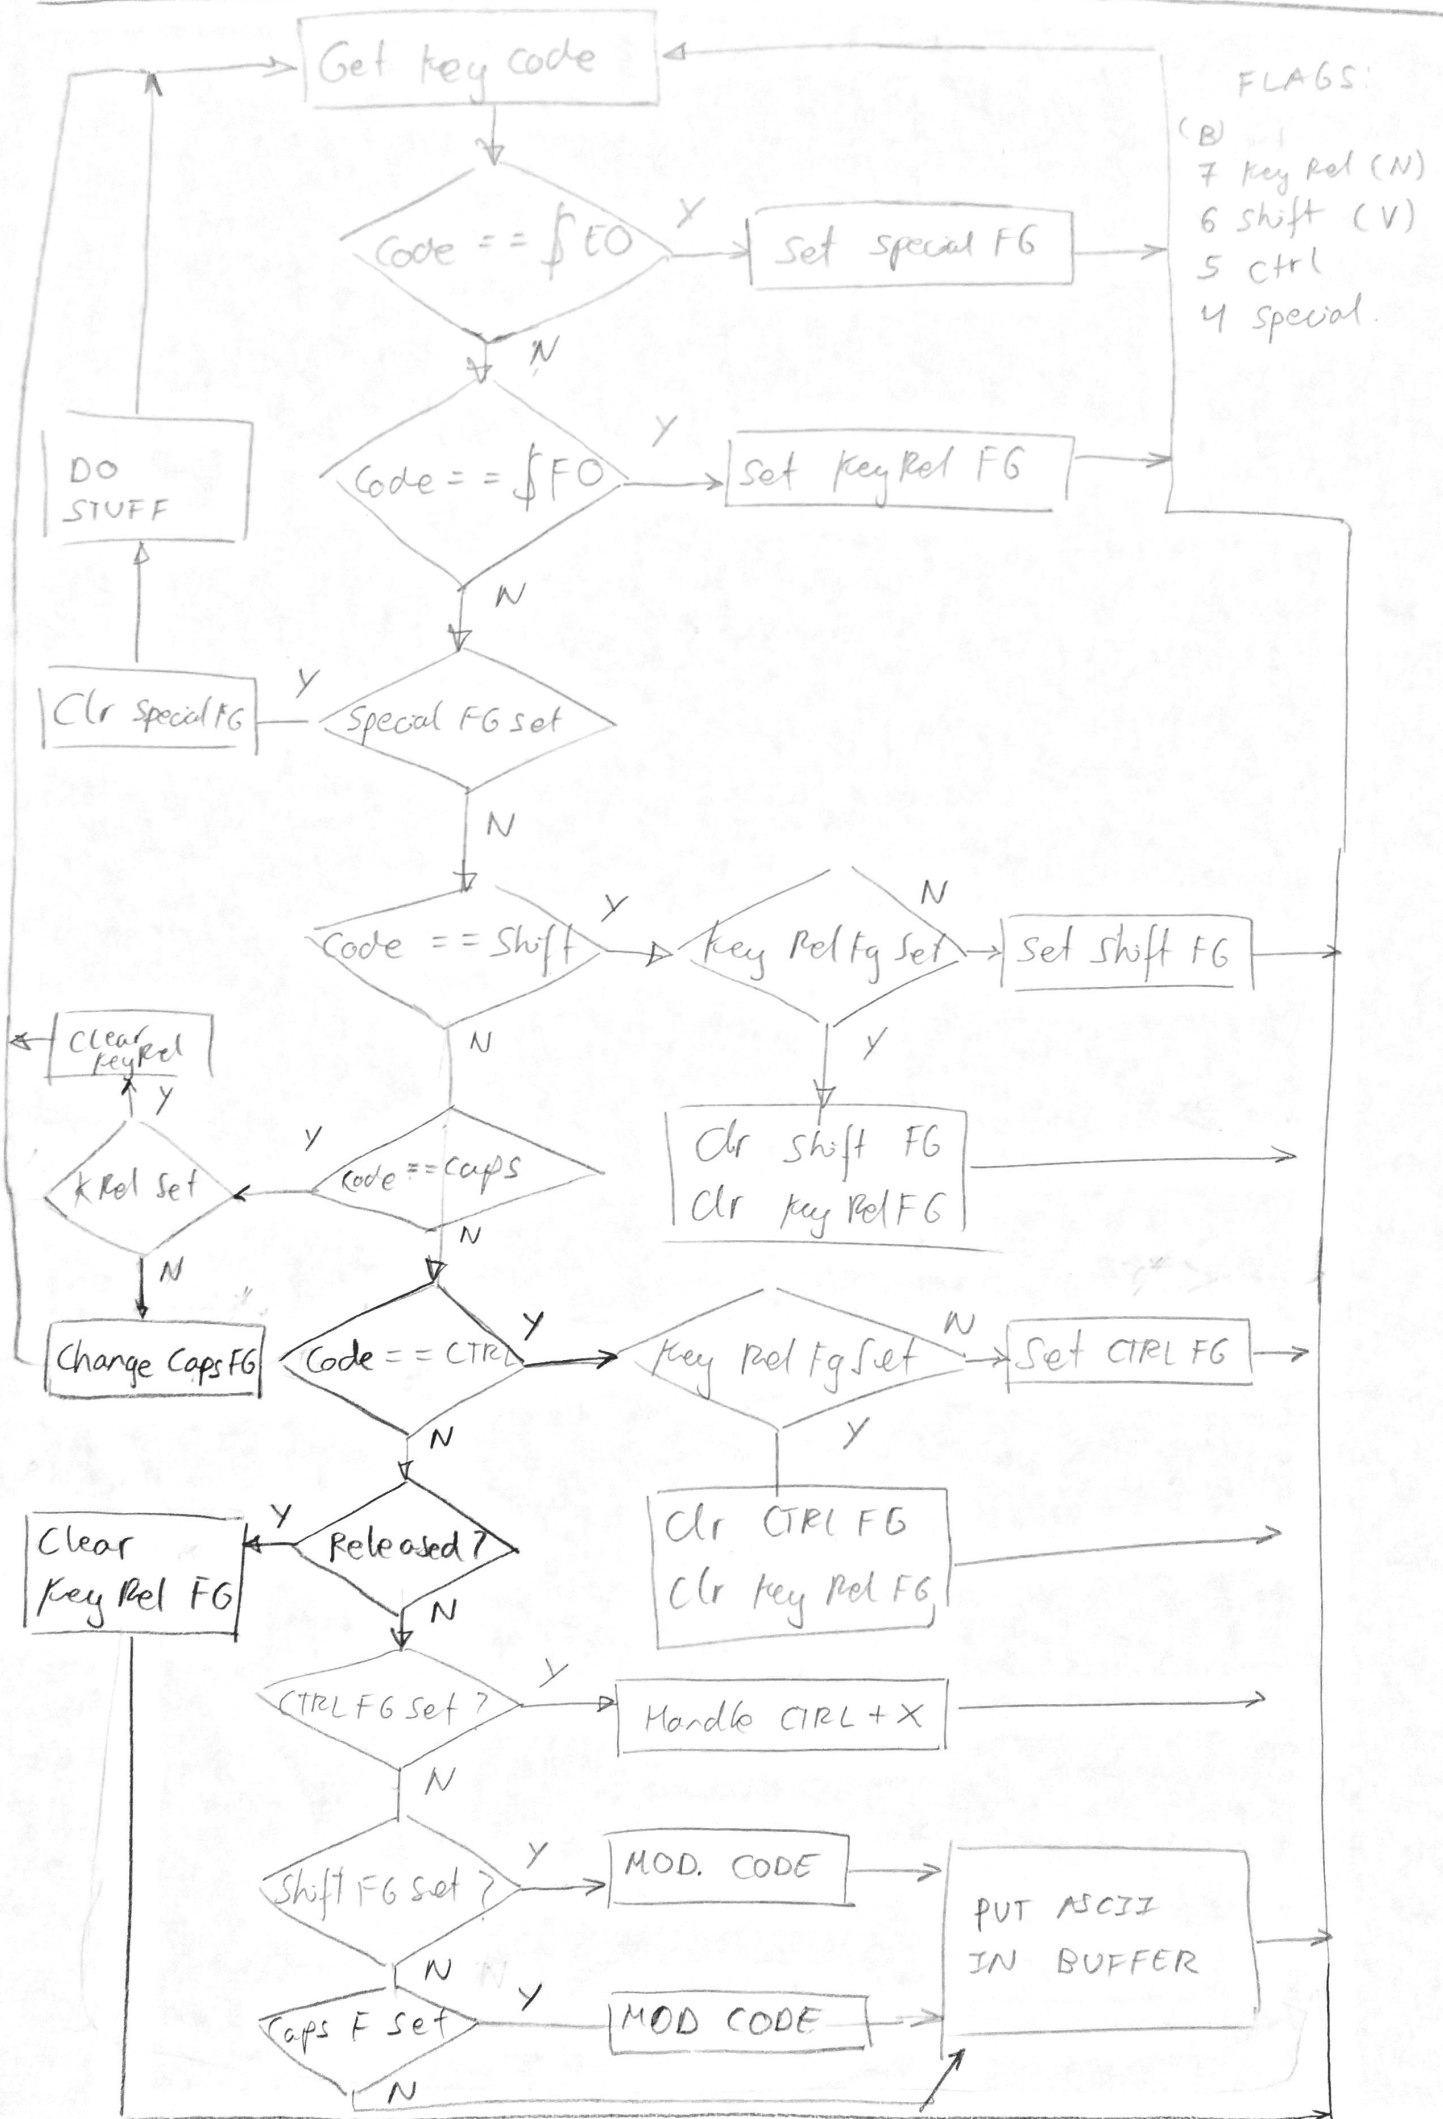 Get Key code
FLAGS:
(B)
7 Key Rel (N)
6 Shift (V)
5 Ctrl
4 Special.
Code == $E0
Y
Set Special FG
N
Code == $F0
Y
Set KeyRel FG
N
DO
STUFF
Clr Special FG
Y
Special FG set
N
Code == Shift
Y
Key Rel Fg Set
N
Set Shift FG
Y
N
Clear
KeyRel
Y
K Rel Set
N
Y
Code == Caps
N
Clr Shift FG
Clr Key Rel FG
Change Caps FG
Code == CTRL
Y
Key Rel Fg Set
N
Set CTRL FG
Y
N
Clear
Key Rel FG
Y
Released?
N
Clr CTRL FG
Clr Key Rel FG
CTRL FG Set?
Y
Handle CTRL + X
N
Shift FG Set?
Y
MOD. CODE
N
Caps F Set
Y
MOD CODE
N
PUT ASCII
IN BUFFER